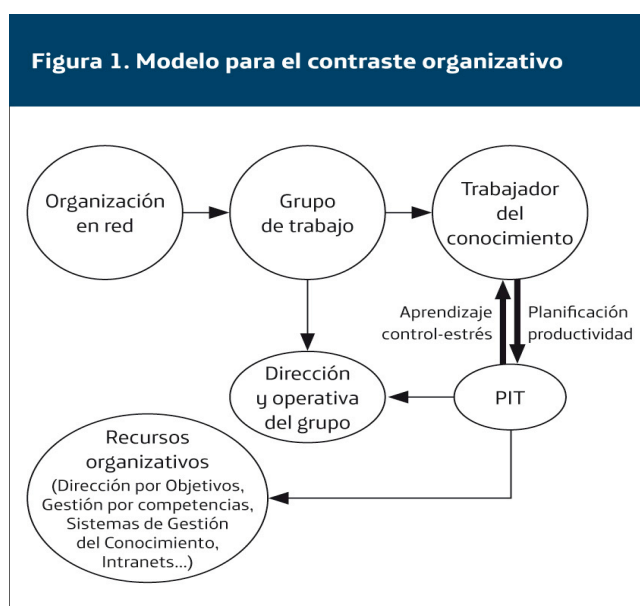 Figura 1. Modelo para el contraste organizativo
Organización
en red
Grupo
de trabajo
Trabajador
del
conocimiento
Aprendizaje
control-estrés
Planificación
productividad
Dirección
y operativa
del grupo
PIT
Recursos
organizativos
(Dirección por Objetivos,
Gestión por competencias,
Sistemas de Gestión
del Conocimiento,
Intranets...)